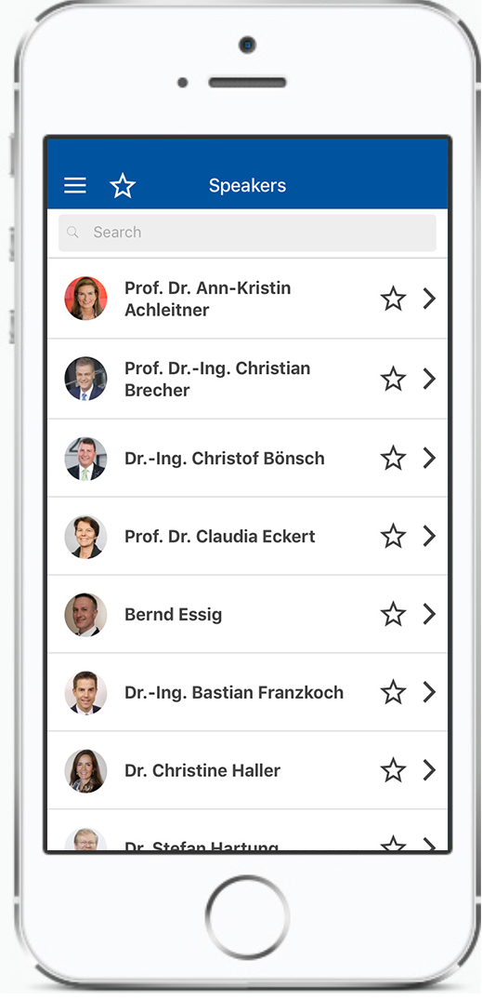 Speakers
Search
Prof. Dr. Ann-Kristin
Achleitner
Prof. Dr.-Ing. Christian
Brecher
Dr.-Ing. Christof Bönsch
Prof. Dr. Claudia Eckert
Bernd Essig
Dr.-Ing. Bastian Franzkoch
Dr. Christine Haller
Dr. Stefan Hartung